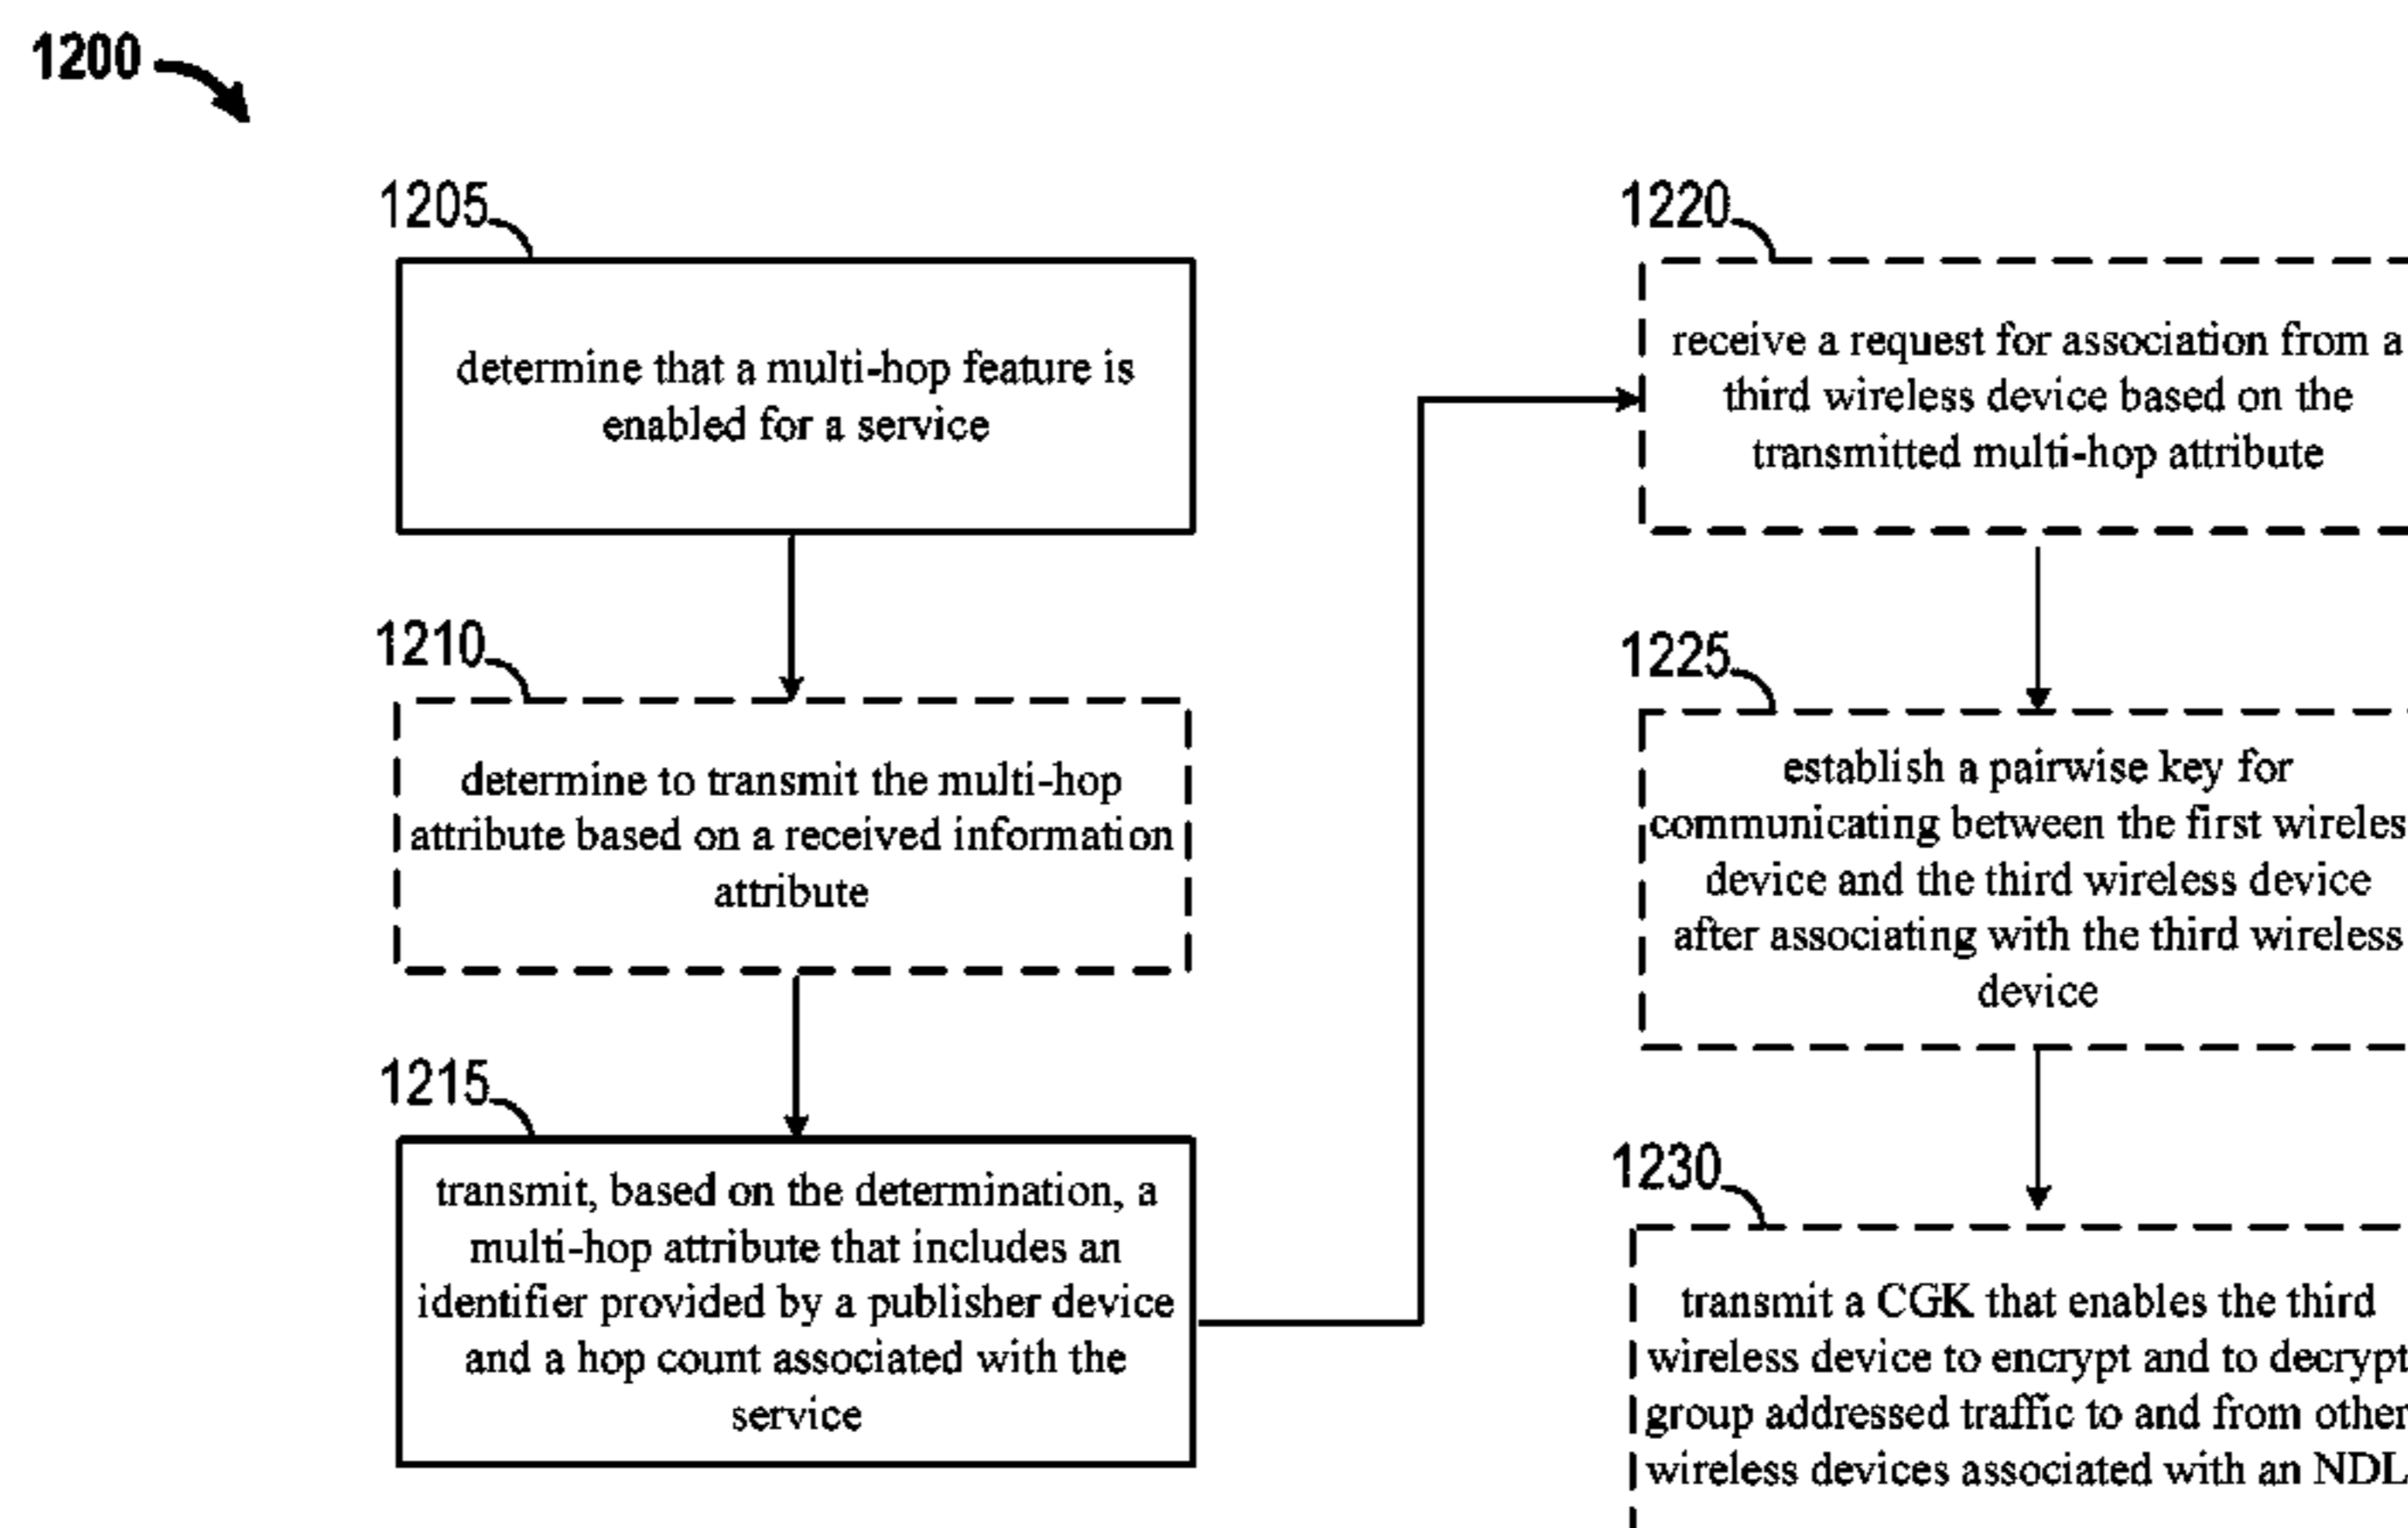 1200
1205
determine that a multi-hop feature is
enabled for a service
1210
determine to transmit the multi-hop
attribute based on a received information
attribute
1215
transmit, based on the determination, a
multi-hop attribute that includes an
identifier provided by a publisher device
and a hop count associated with the
service
1220
receive a request for association from a
third wireless device based on the
transmitted multi-hop attribute
1225
establish a pairwise key for
communicating between the first wireles
device and the third wireless device
after associating with the third wireless
device
1230
transmit a CGK that enables the third
wireless device to encrypt and to decrypt
group addressed traffic to and from other
wireless devices associated with an NDL